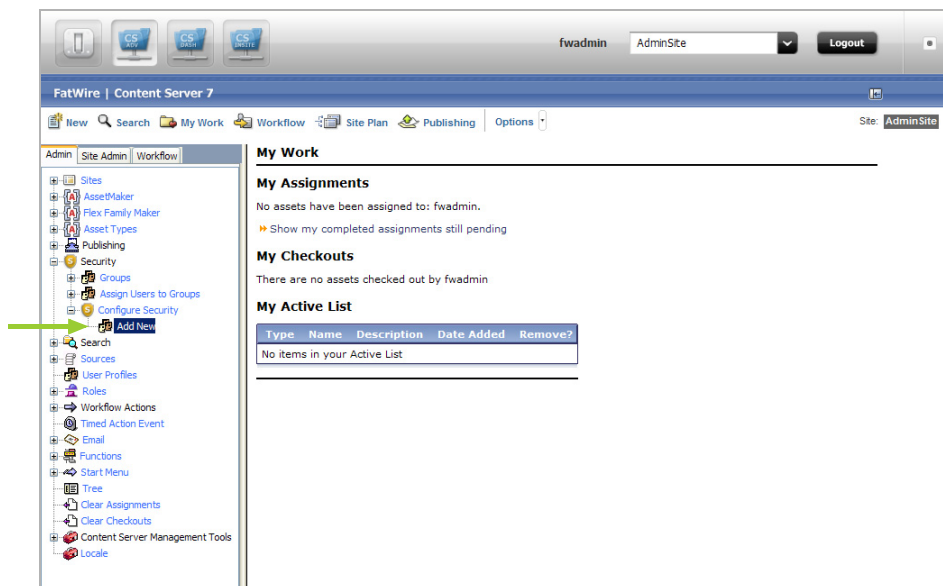 CS ADV
CS DASH
CS INSITE
fwadmin
AdminSite
Logout
FatWire | Content Server 7
New Search My Work Workflow Site Plan Publishing Options Site: AdminSite
Admin Site Admin Workflow
Sites
AssetMaker
Flex Family Maker
Asset Types
Publishing
Security
Groups
Assign Users to Groups
Configure Security
Add New
Search
Sources
User Profiles
Roles
Workflow Actions
Timed Action Event
Email
Functions
Start Menu
Tree
Clear Assignments
Clear Checkouts
Content Server Management Tools
Locale
My Work
My Assignments
No assets have been assigned to: fwadmin.
Show my completed assignments still pending
My Checkouts
There are no assets checked out by fwadmin
My Active List
Type Name Description Date Added Remove?
No items in your Active List